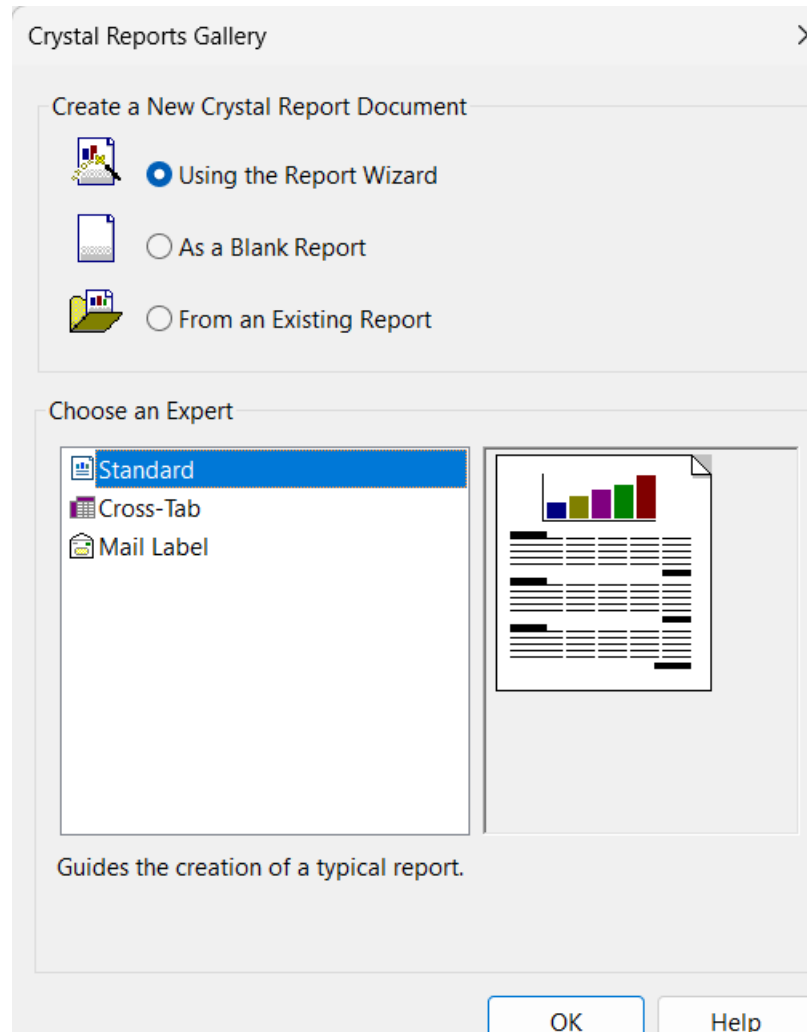 Crystal Reports Gallery
Create a New Crystal Report Document
Using the Report Wizard
As a Blank Report
From an Existing Report
Choose an Expert
Standard
Cross-Tab
Mail Label
Guides the creation of a typical report.
OK
Help